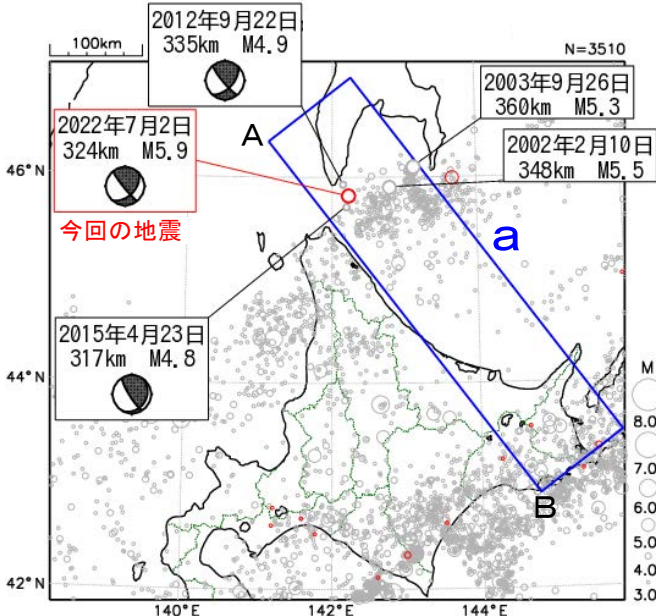 100km
2012年9月22日
335km M4.9
N=3510
2003年9月26日
360km M5.3
2022年7月2日
324km M5.9
今回の地震
2002年2月10日
348km M5.5
A
46°N
a
2015年4月23日
317km M4.8
44°N
M
8.0
7.0
B
6.0
5.0
4.0
42°N
3.0
140°E
142°E
144°E